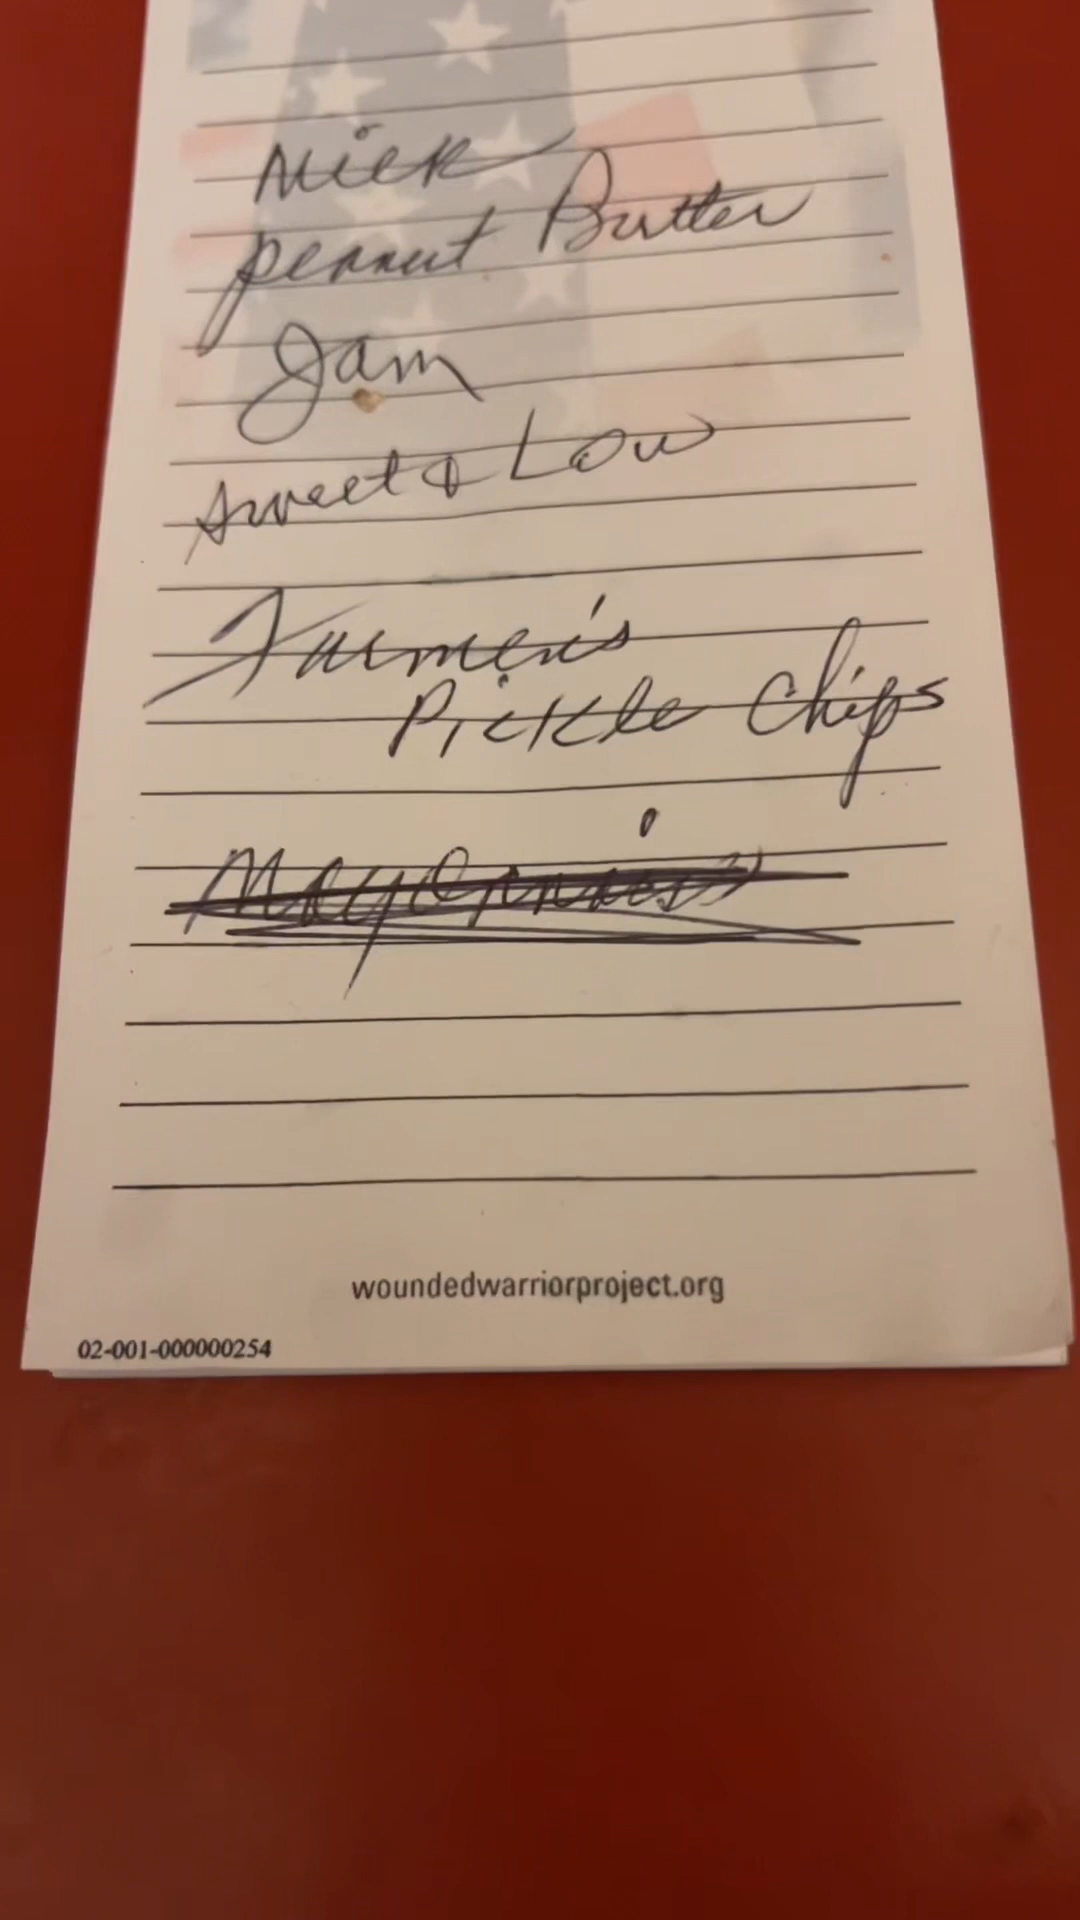 Milk
Peanut Butter
Jam
Sweet & Low
Farmer's
Pickle Chips
woundedwarriorproject.org
02-001-000000254